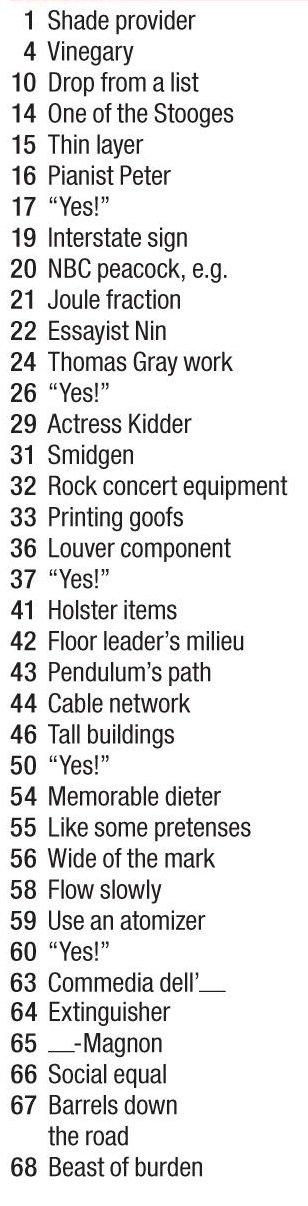 1 Shade provider
4 Vinegary
10 Drop from a list
14 One of the Stooges
15 Thin layer
16 Pianist Peter
17 “Yes!”
19 Interstate sign
20 NBC peacock, e.g.
21 Joule fraction
22 Essayist Nin
24 Thomas Gray work
26 “Yes!”
29 Actress Kidder
31 Smidgen
32 Rock concert equipment
33 Printing goofs
36 Louver component
37 “Yes!”
41 Holster items
42 Floor leader’s milieu
43 Pendulum’s path
44 Cable network
46 Tall buildings
50 “Yes!”
54 Memorable dieter
55 Like some pretenses
56 Wide of the mark
58 Flow slowly
59 Use an atomizer
60 “Yes!”
63 Commedia dell’__
64 Extinguisher
65 __-Magnon
66 Social equal
67 Barrels down
the road
68 Beast of burden